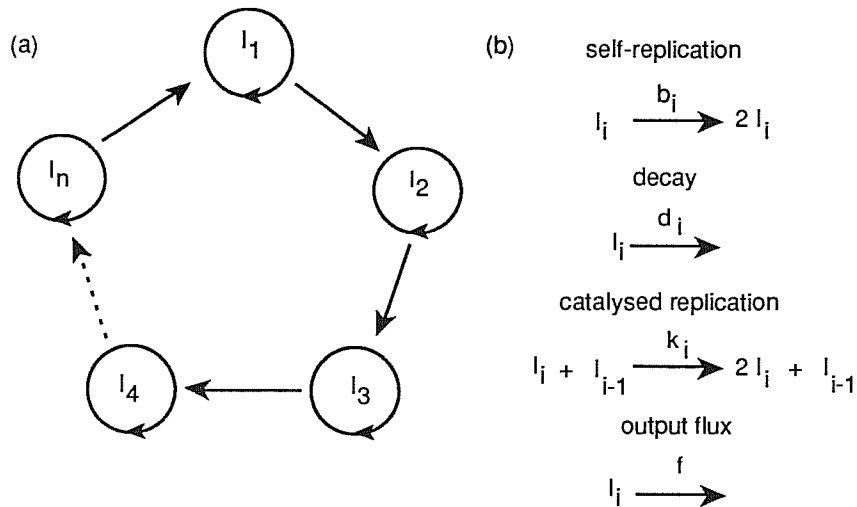 (a)
I1
I2
I3
I4
In
(b)
self-replication
bi
Ii 2 Ii
decay
di
Ii
catalysed replication
ki
Ii + Ii-1 2 Ii + Ii-1
output flux
f
Ii